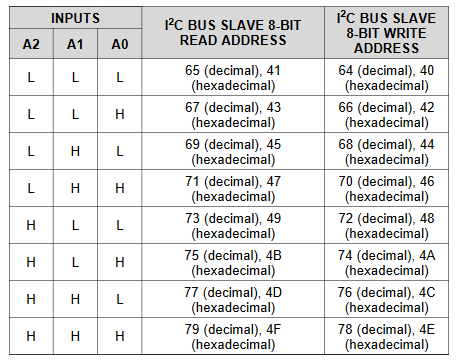 INPUTS
I²C BUS SLAVE 8-BIT
READ ADDRESS
I²C BUS SLAVE
8-BIT WRITE
ADDRESS
A2 A1 A0
L L L 65 (decimal), 41 (hexadecimal) 64 (decimal), 40 (hexadecimal)
L L H 67 (decimal), 43 (hexadecimal) 66 (decimal), 42 (hexadecimal)
L H L 69 (decimal), 45 (hexadecimal) 68 (decimal), 44 (hexadecimal)
L H H 71 (decimal), 47 (hexadecimal) 70 (decimal), 46 (hexadecimal)
H L L 73 (decimal), 49 (hexadecimal) 72 (decimal), 48 (hexadecimal)
H L H 75 (decimal), 4B (hexadecimal) 74 (decimal), 4A (hexadecimal)
H H L 77 (decimal), 4D (hexadecimal) 76 (decimal), 4C (hexadecimal)
H H H 79 (decimal), 4F (hexadecimal) 78 (decimal), 4E (hexadecimal)